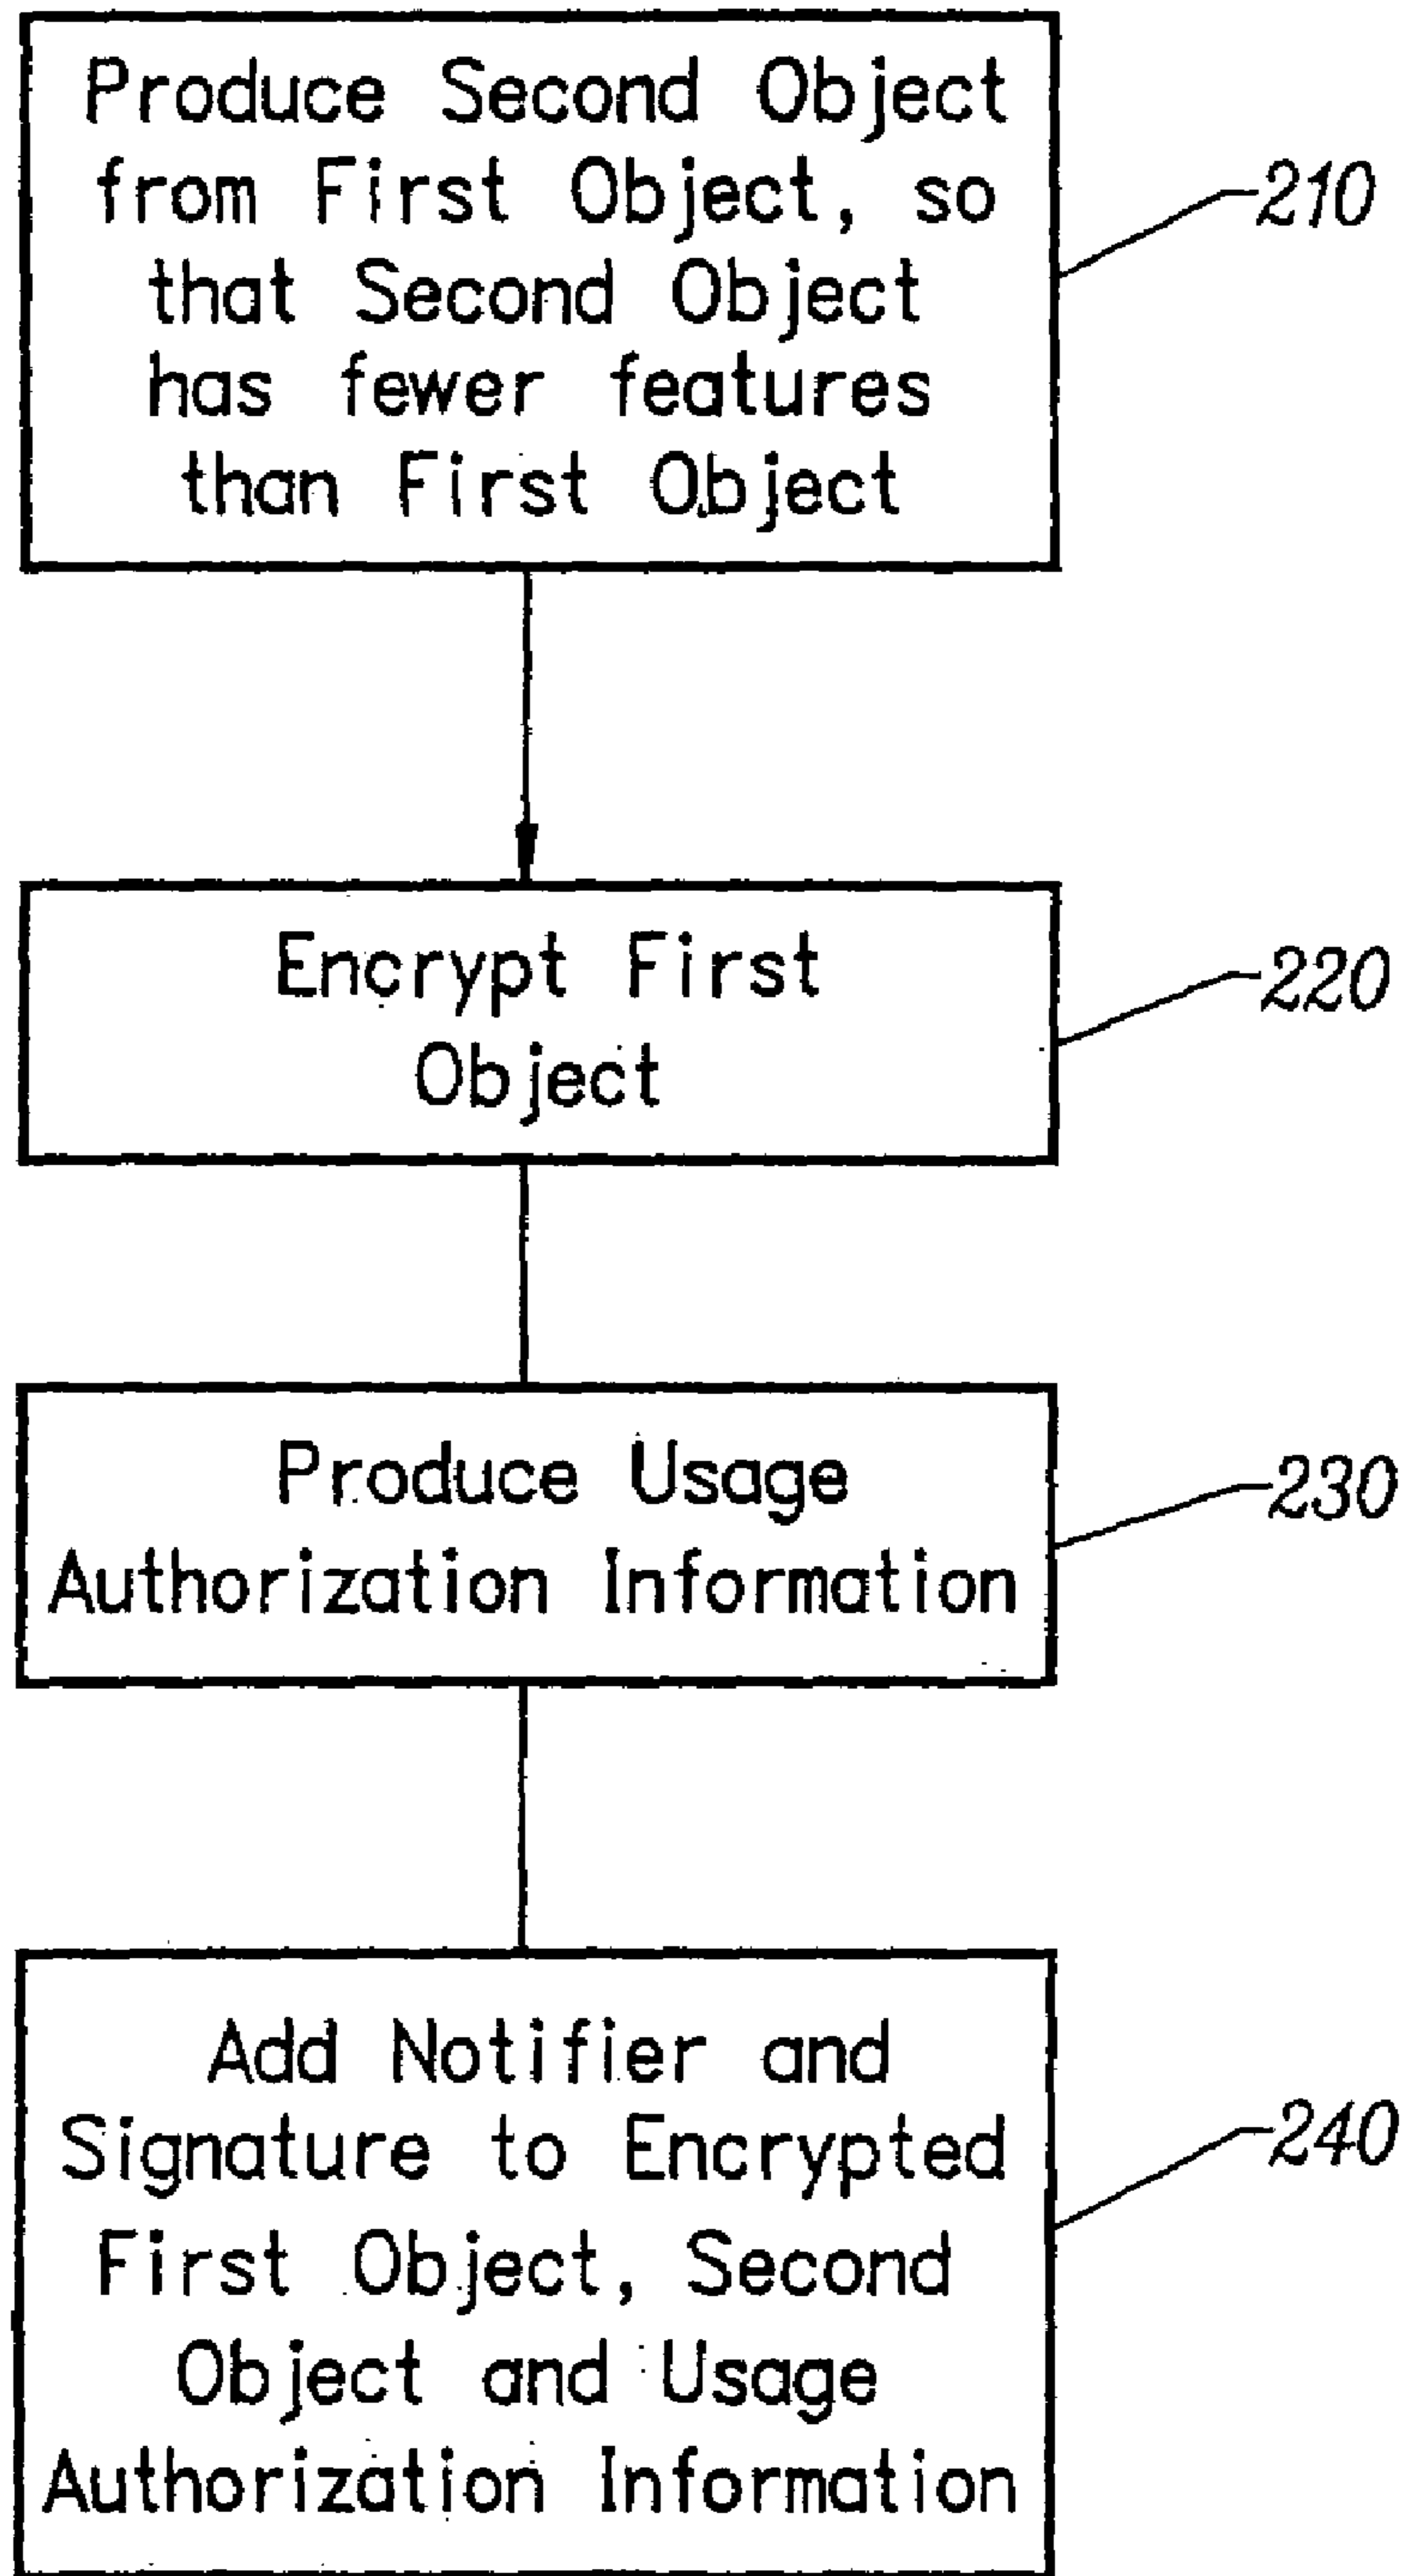 Produce Second Object
from First Object, so
that Second Object
has fewer features
than First Object
210
Encrypt First
Object
220
Produce Usage
Authorization Information
230
Add Notifier and
Signature to Encrypted
First Object, Second
Object and Usage
Authorization Information
240